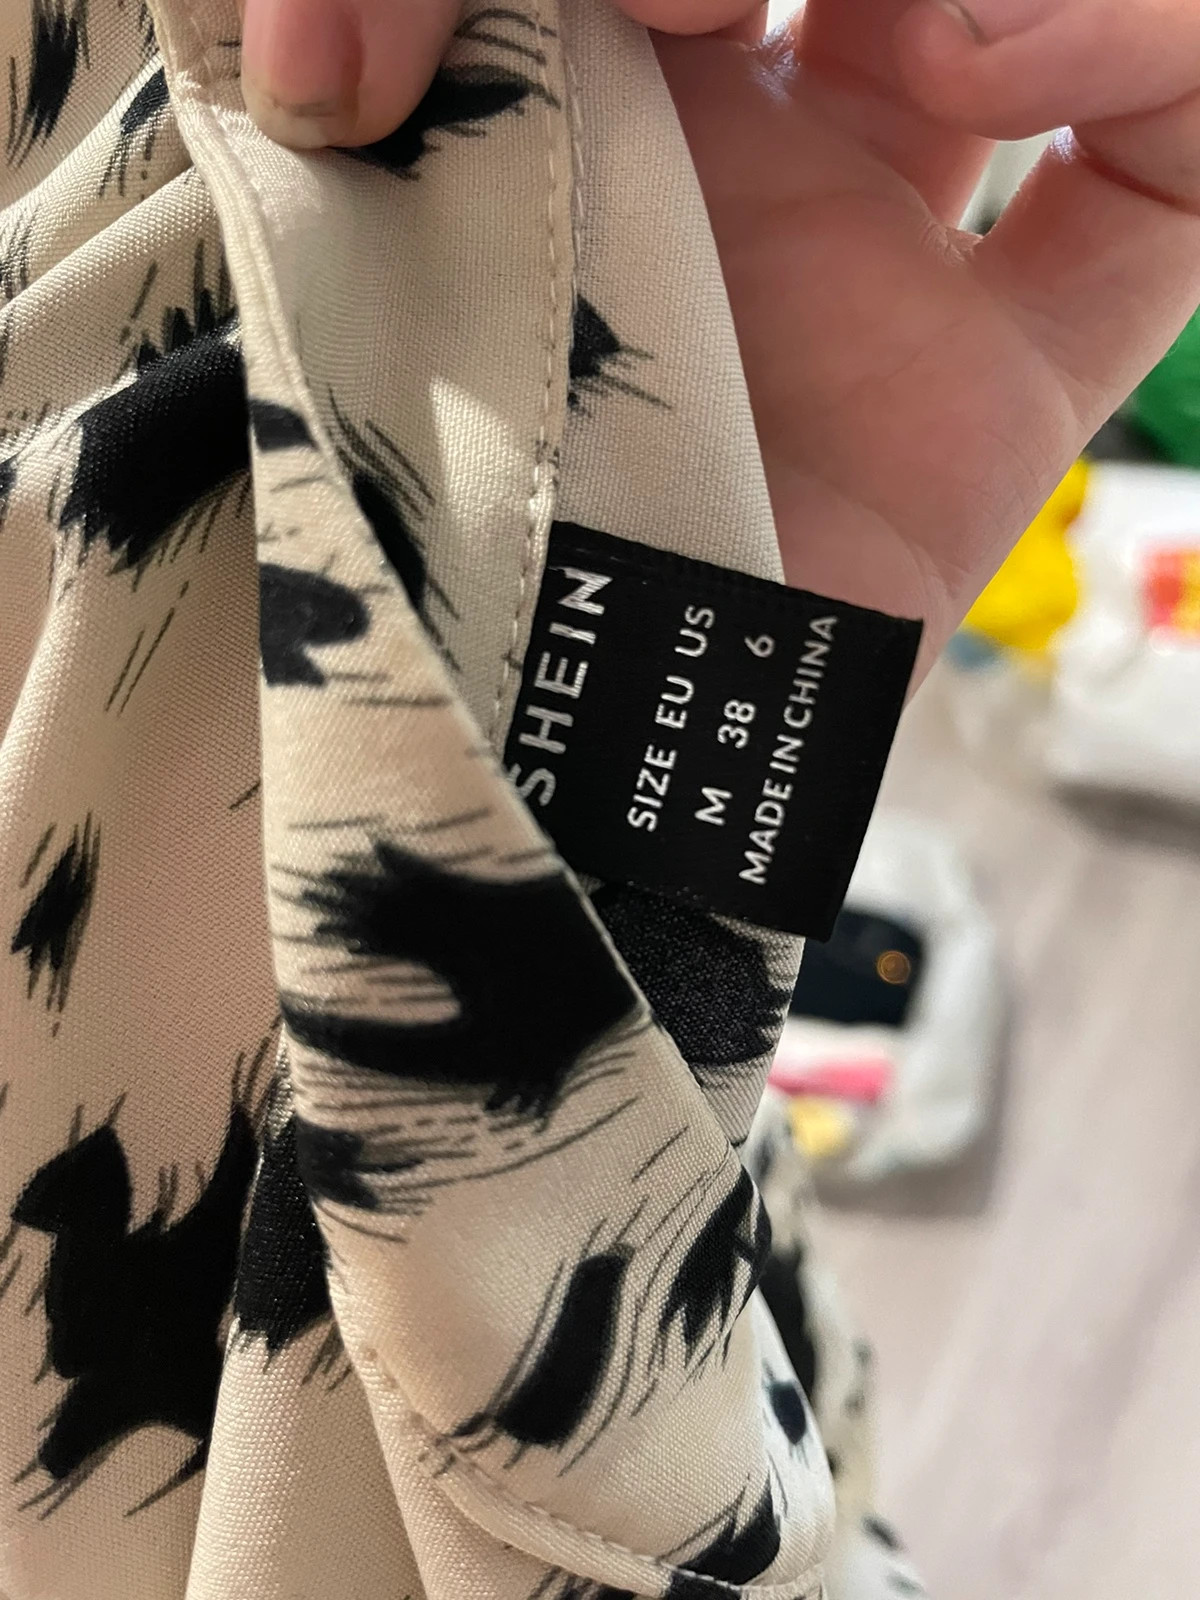 SHEIN
SIZE EU US
M 38 6
MADE IN CHINA